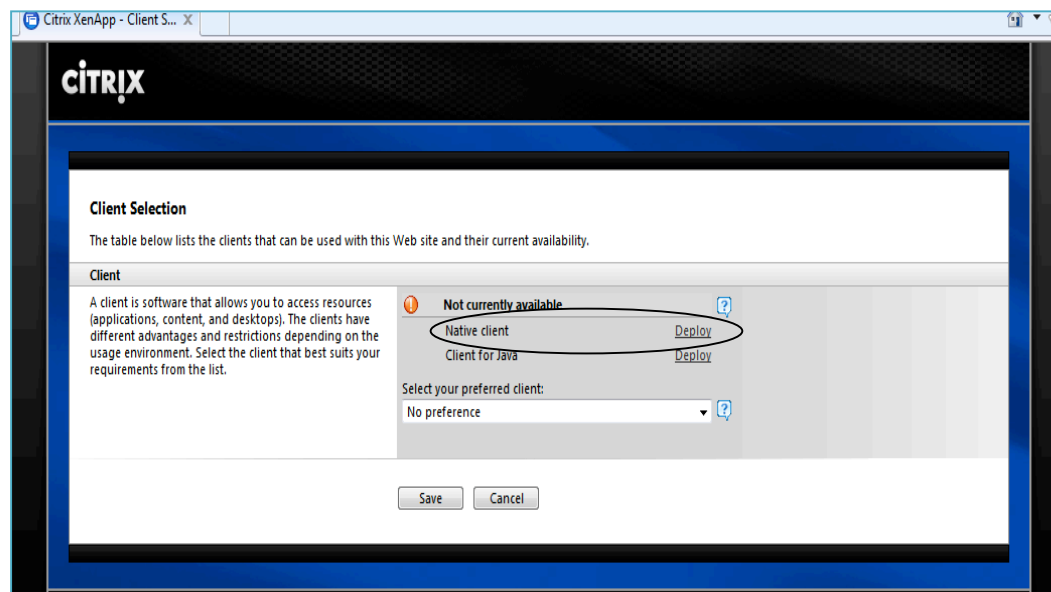 Citrix XenApp - Client S... X
CİTRIX
Client Selection
The table below lists the clients that can be used with this Web site and their current availability.
Client
A client is software that allows you to access resources
(applications, content, and desktops). The clients have
different advantages and restrictions depending on the
usage environment. Select the client that best suits your
requirements from the list.
Not currently available
Native client Deploy
Client for Java Deploy
Select your preferred client:
No preference
Save Cancel